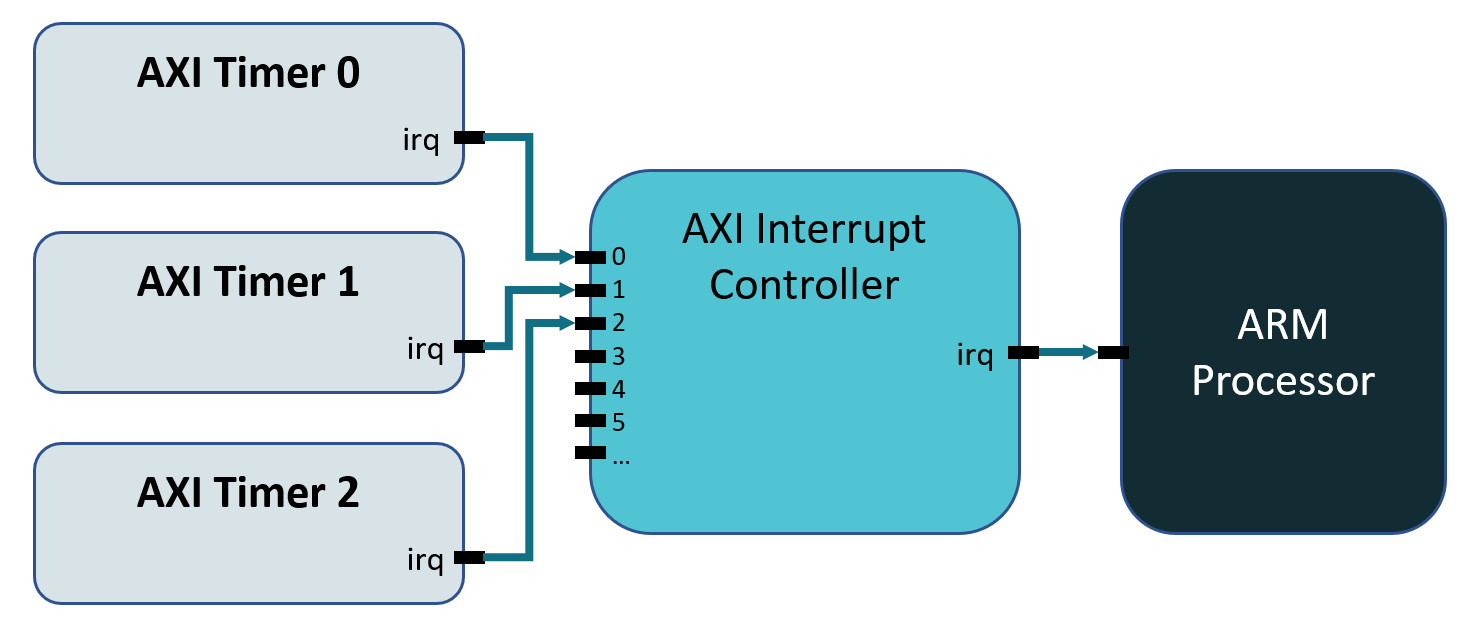 AXI Timer 0
irq
AXI Timer 1
irq
AXI Timer 2
irq
AXI Interrupt
Controller
0
1
2
3
4
5
...
irq
ARM
Processor